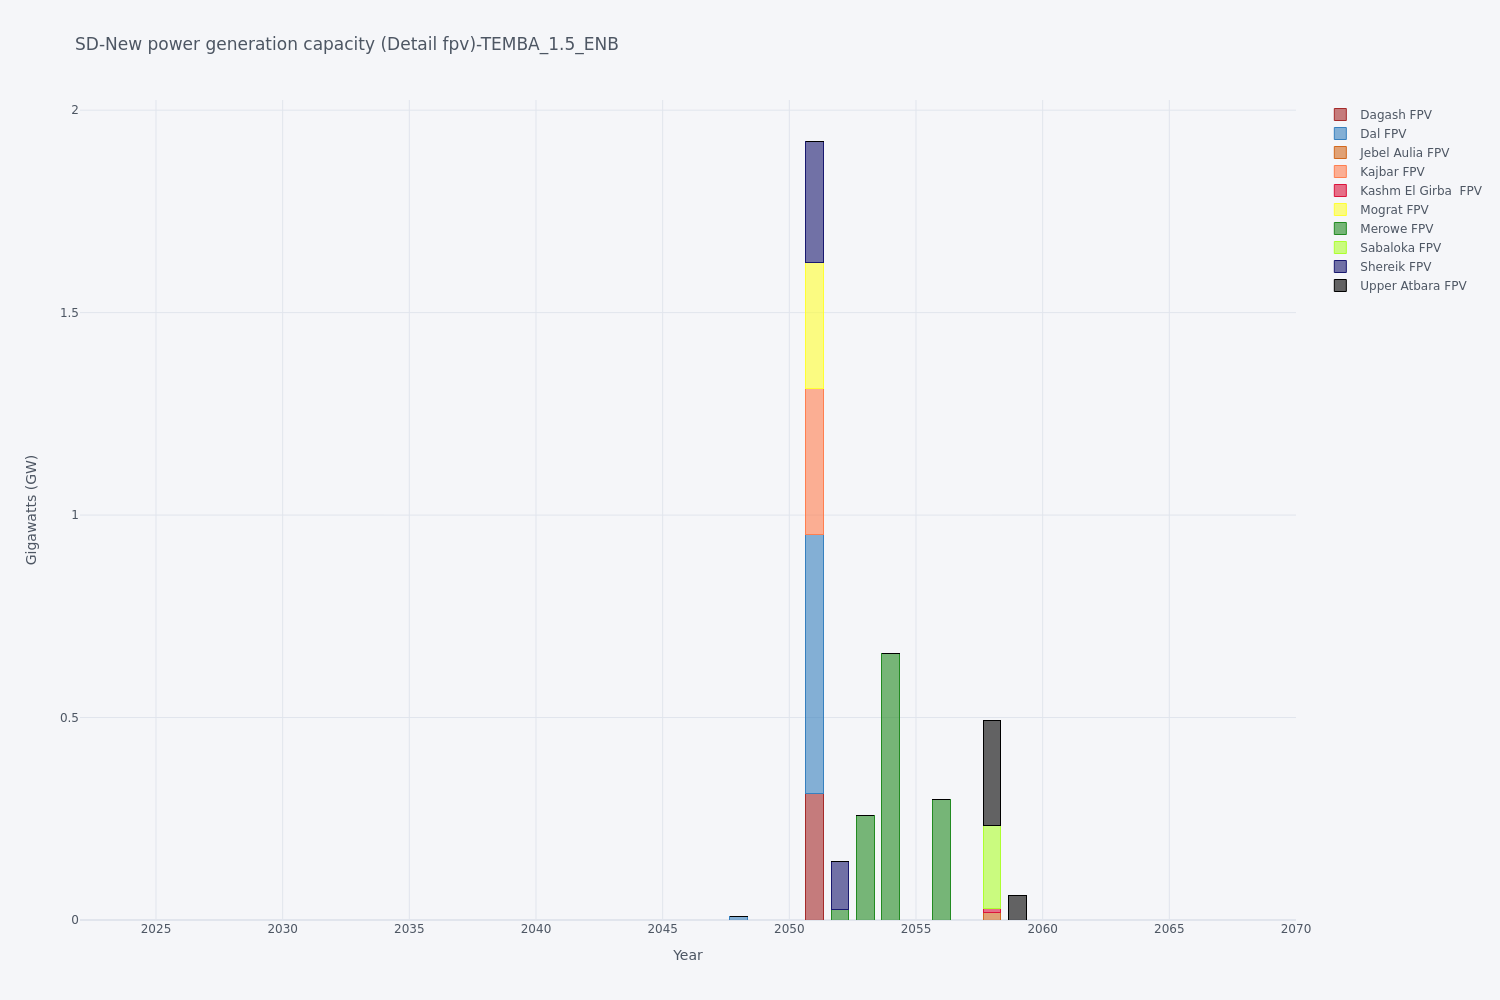 SD-New power generation capacity (Detail fpv)-TEMBA_1.5_ENB
2
1.5
1
0.5
0
Gigawatts (GW)
2025
2030
2035
2040
2045
2050
2055
2060
2065
2070
Year
Dagash FPV
Dal FPV
Jebel Aulia FPV
Kajbar FPV
Kashm El Girba  FPV
Mograt FPV
Merowe FPV
Sabaloka FPV
Shereik FPV
Upper Atbara FPV